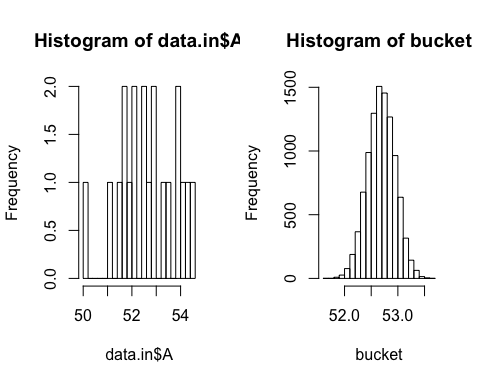 Histogram of data.in$A
Frequency
0.0 0.5 1.0 1.5 2.0
50 52 54
data.in$A
Histogram of bucket
Frequency
0 500 1000 1500
52.0 53.0
bucket